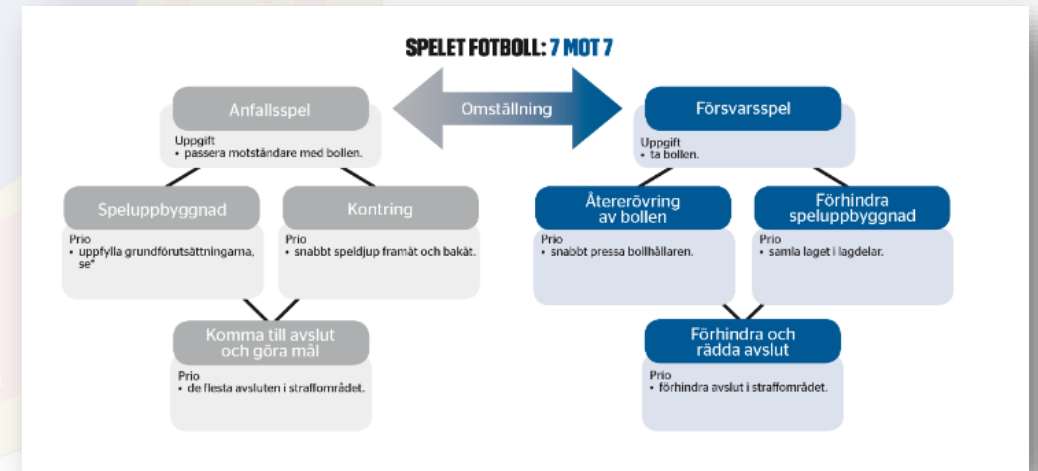 SPELET FOTBOLL: 7 MOT 7
Omställning
Anfallsspel
Uppgift
• passera motståndare med bollen.
Speluppbyggnad
Prio
• uppfylla grundförutsättningarna,
se*
Kontring
Prio
• snabbt speldjup framåt och bakåt.
Komma till avslut
och göra mål
Prio
• de flesta avsluten i straffområdet.
Försvarsspel
Uppgift
• ta bollen.
Återerövring
av bollen
Prio
• snabbt pressa bollhållaren.
Förhindra
speluppbyggnad
Prio
• samla laget i lagdelar.
Förhindra och
rädda avslut
Prio
• förhindra avslut i straffområdet.